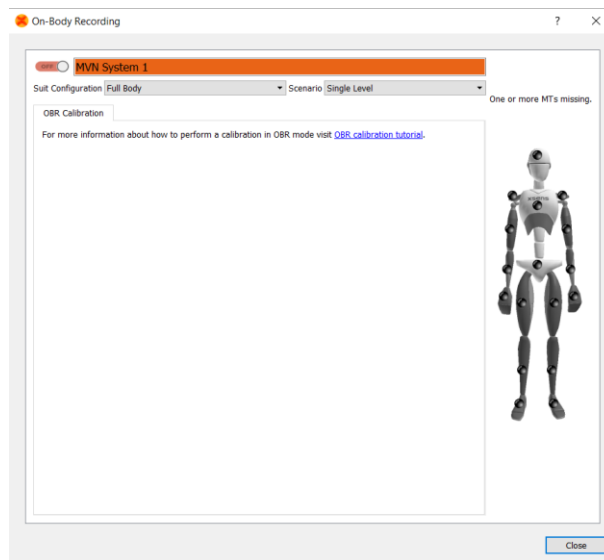 On-Body Recording
OFF MVN System 1
Suit Configuration Full Body Scenario Single Level
One or more MTs missing.
OBR Calibration
For more information about how to perform a calibration in OBR mode visit OBR calibration tutorial.
xsens
Close